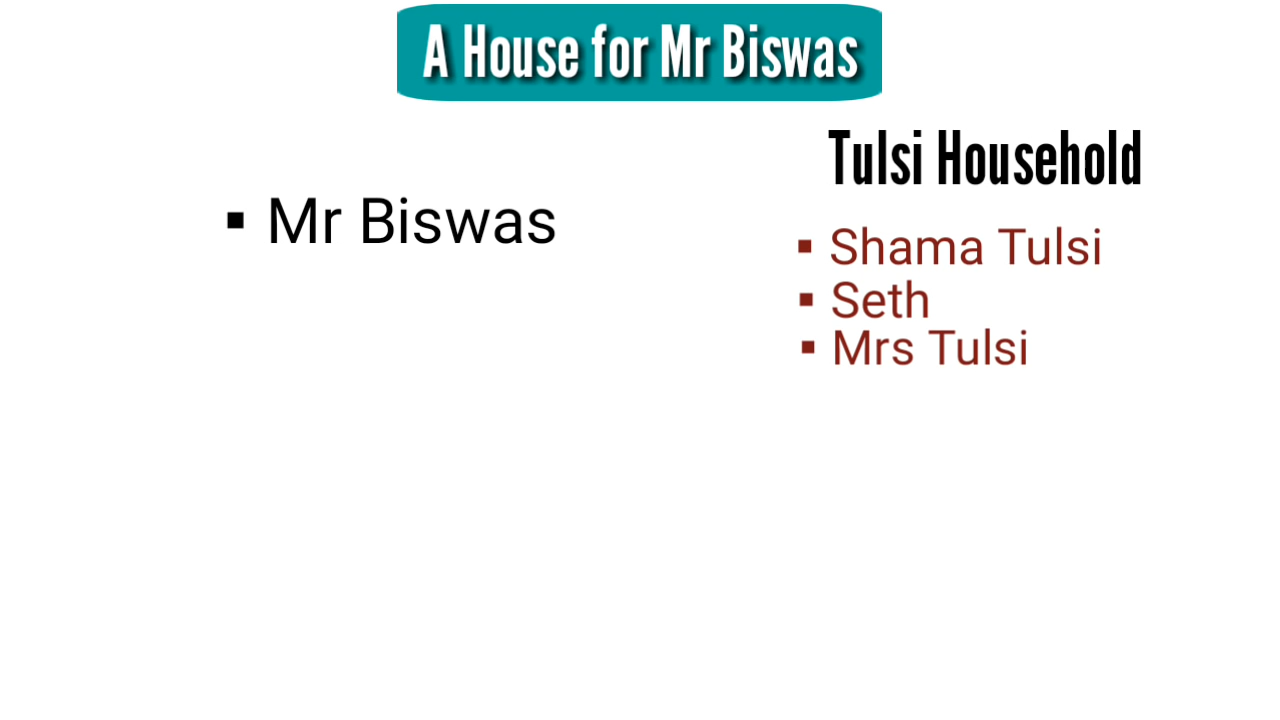 A House for Mr Biswas
Tulsi Household
▪ Mr Biswas
▪ Shama Tulsi
▪ Seth
▪ Mrs Tulsi